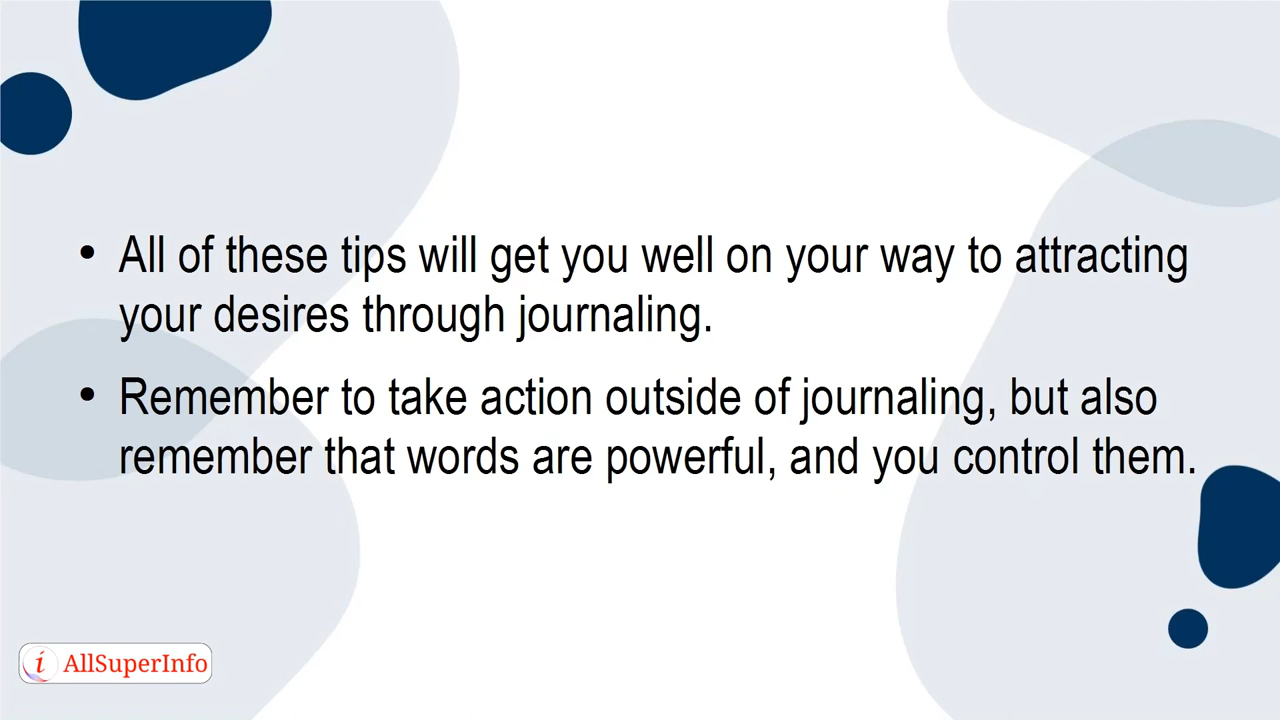 • All of these tips will get you well on your way to attracting
your desires through journaling.
• Remember to take action outside of journaling, but also
remember that words are powerful, and you control them.
i AllSuperInfo